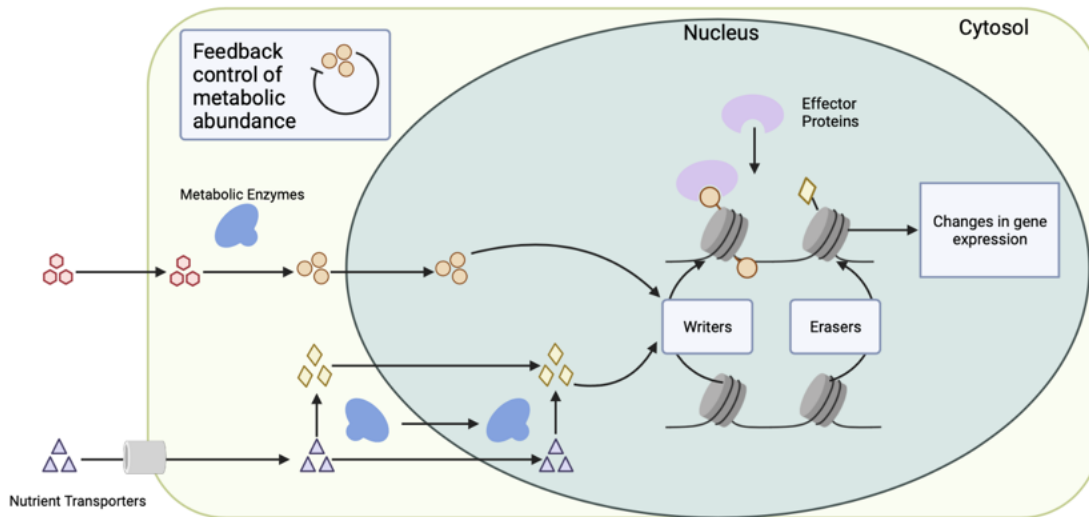 Nucleus
Cytosol
Feedback
control of
metabolic
abundance
Effector
Proteins
Metabolic Enzymes
Changes in gene
expression
Writers
Erasers
Nutrient Transporters